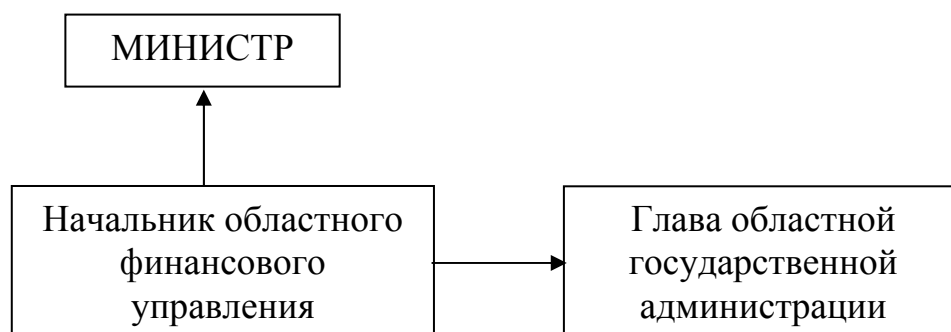 МИНИСТР
Начальник областного
финансового
управления
Глава областной
государственной
администрации